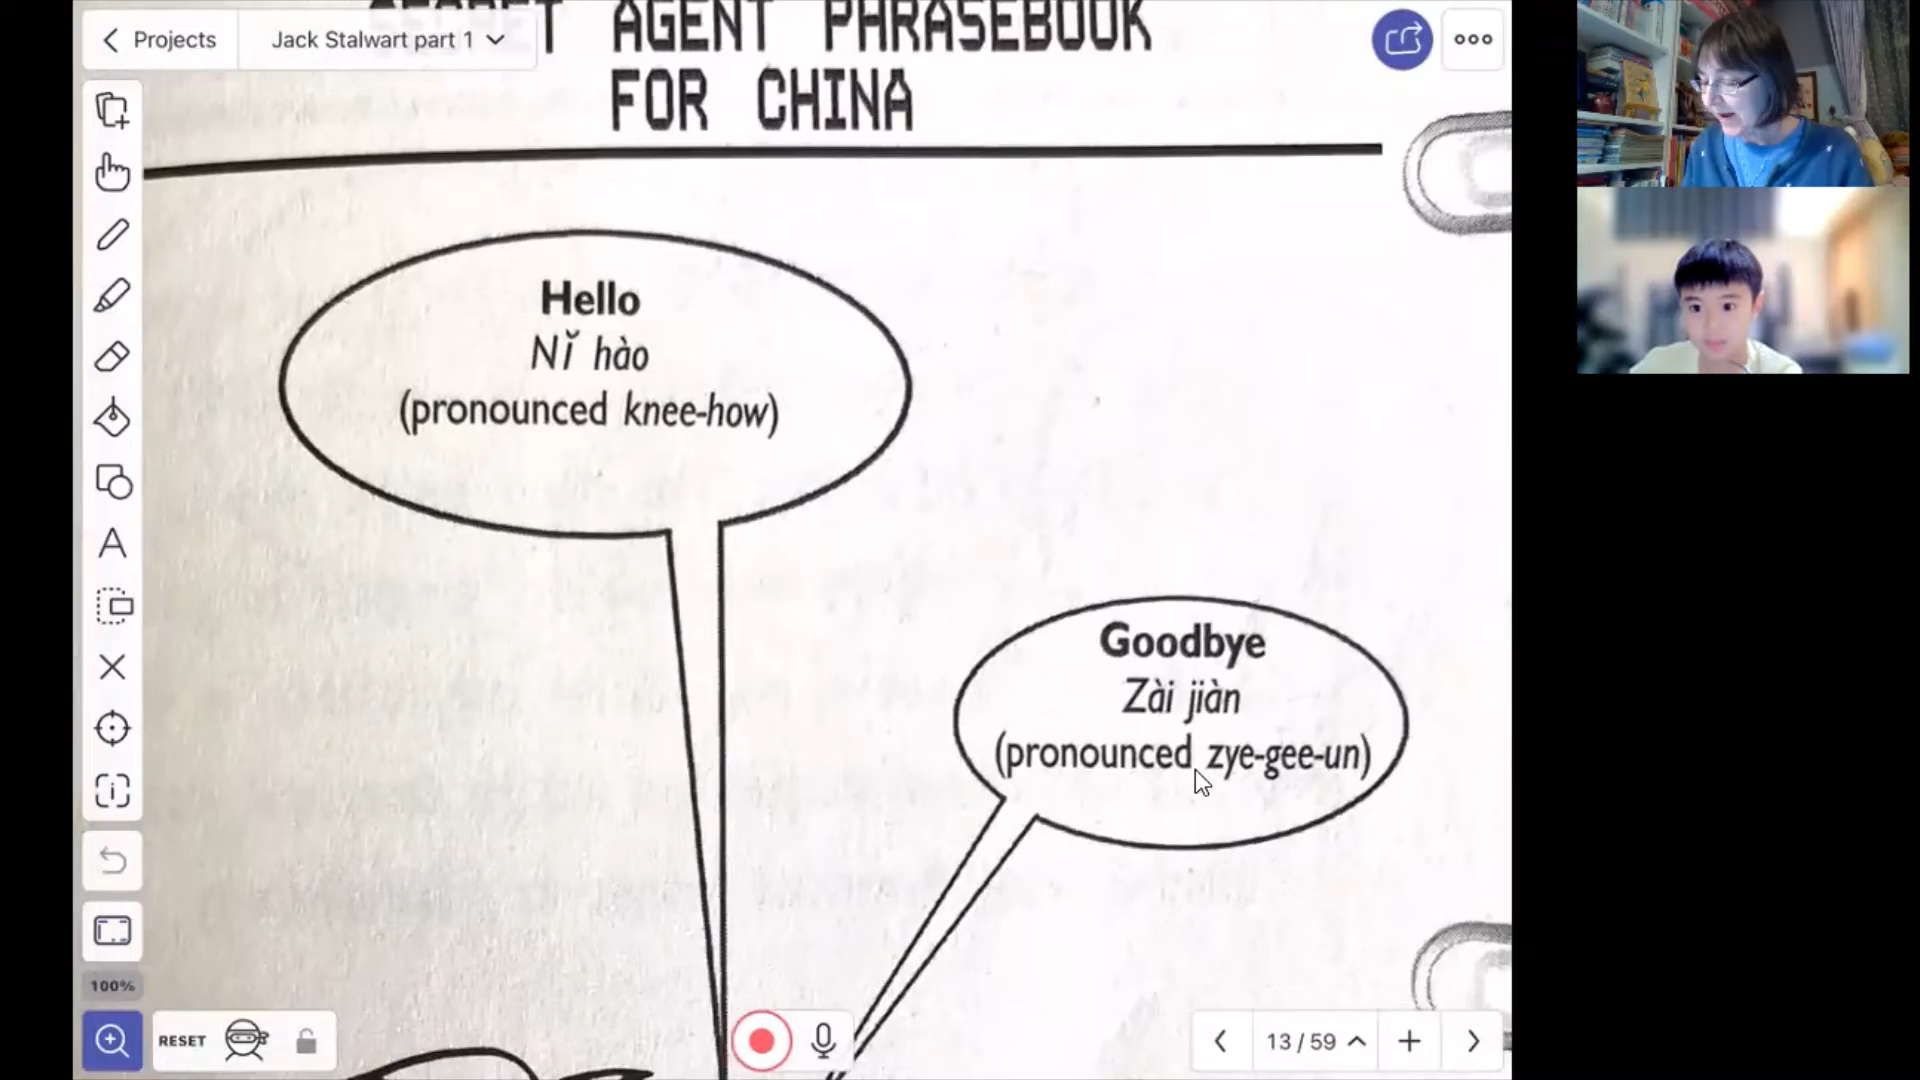 SECRET AGENT PHRASEBOOK
FOR CHINA
Projects
Jack Stalwart part 1
Hello
Nǐ hào
(pronounced knee-how)
Goodbye
Zài jiàn
(pronounced zye-gee-un)
A
100%
RESET
13 / 59